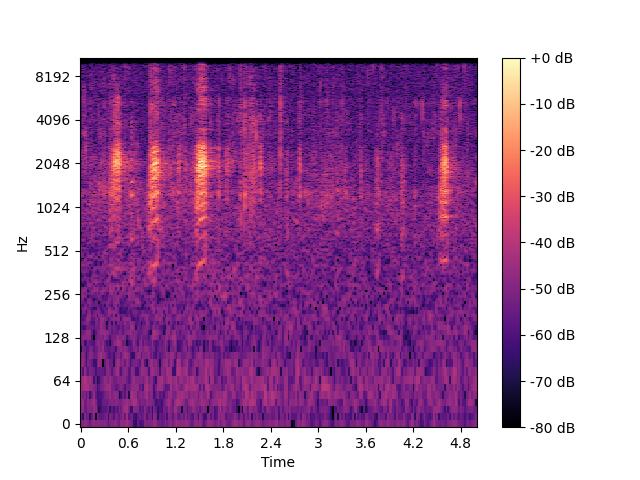 8192
4096
2048
1024
512
256
128
64
0
Hz
0 0.6 1.2 1.8 2.4 3 3.6 4.2 4.8
Time
+0 dB
-10 dB
-20 dB
-30 dB
-40 dB
-50 dB
-60 dB
-70 dB
-80 dB